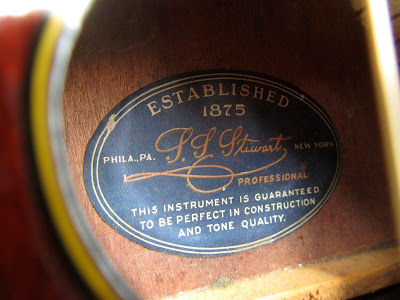 ESTABLISHED
1875
PHILA., PA. S S Stewart NEW YORK
PROFESSIONAL
THIS INSTRUMENT IS GUARANTEED
TO BE PERFECT IN CONSTRUCTION
AND TONE QUALITY.